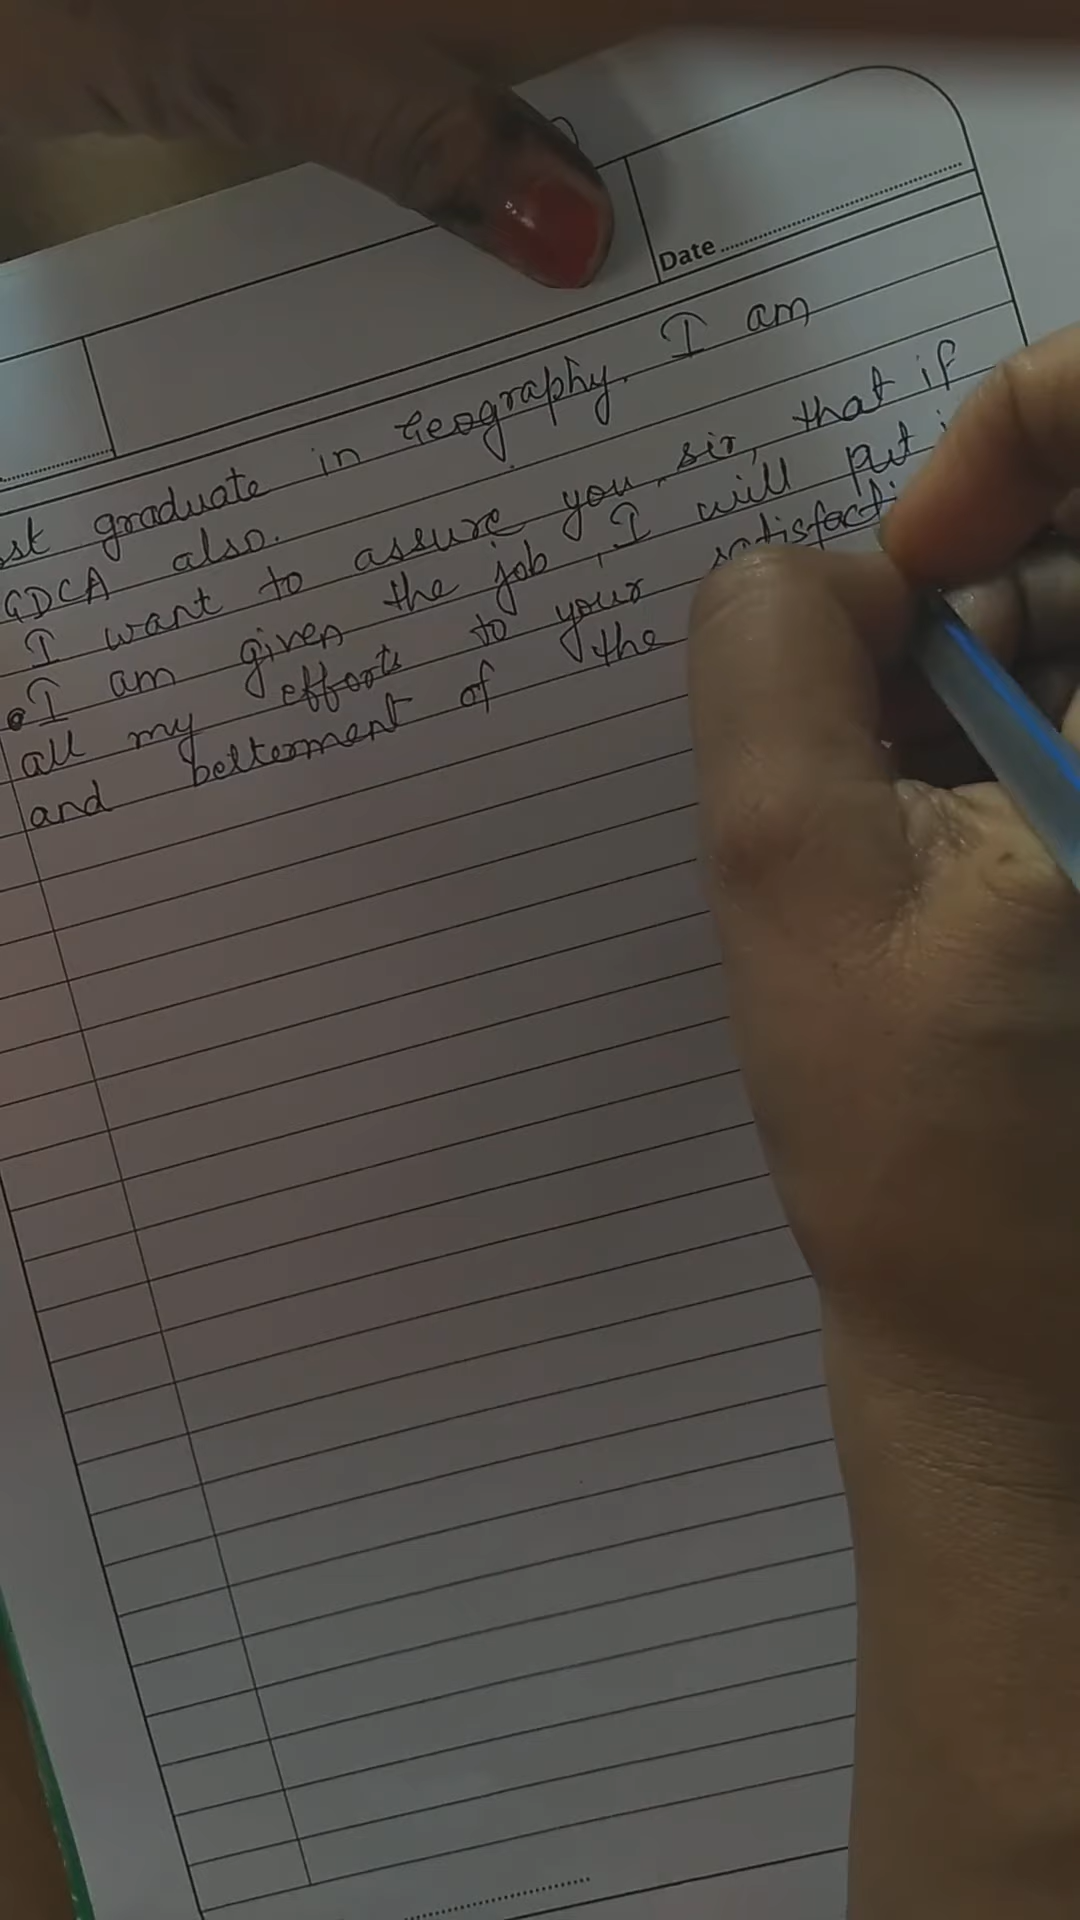 Date
st graduate in Geography. I am
GDCA also.
I want to assure you sir, that if
I am given the job, I will put
all my efforts to your satisfacti
and betterment of the